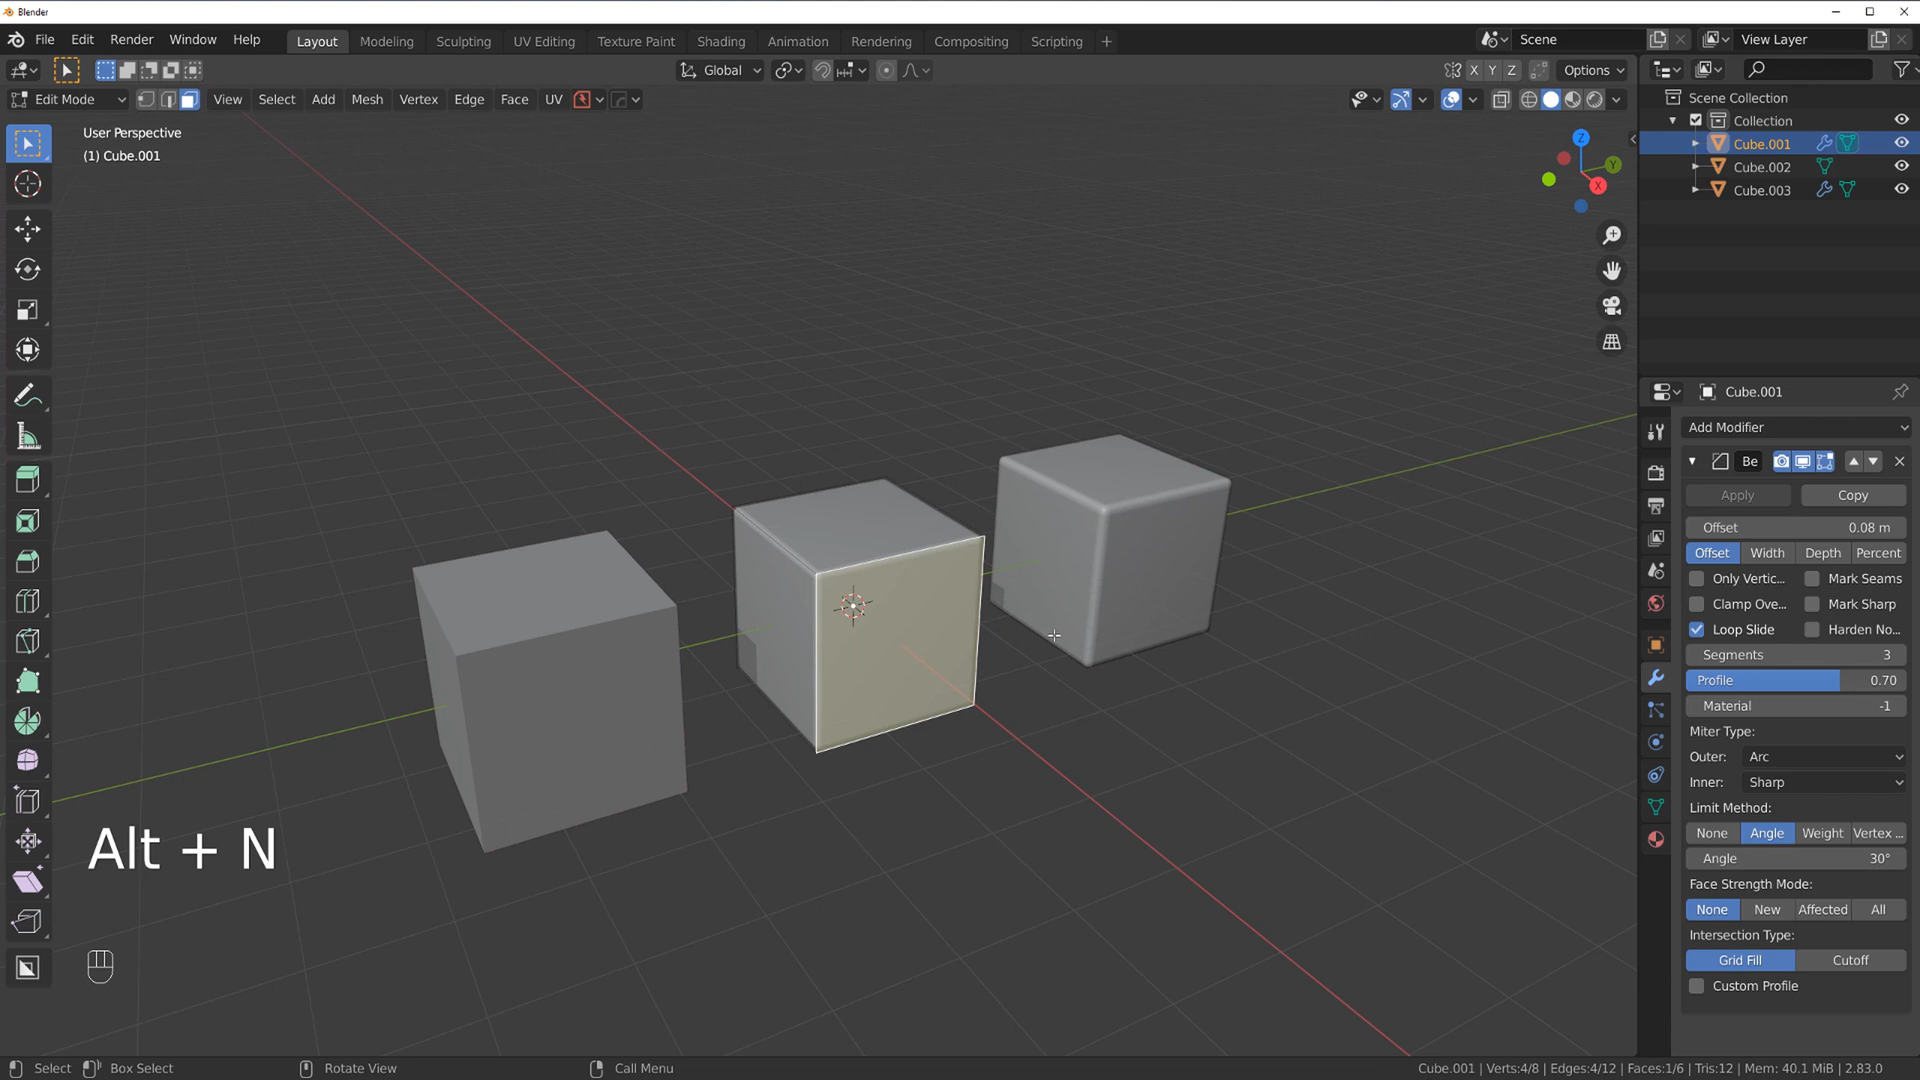 Blender
File Edit Render Window Help
Layout Modeling Sculpting UV Editing Texture Paint Shading Animation Rendering Compositing Scripting +
Scene
View Layer
Global
X Y Z Options
Edit Mode View Select Add Mesh Vertex Edge Face UV
User Perspective
(1) Cube.001
Z
Y
X
Scene Collection
Collection
Cube.001
Cube.002
Cube.003
Cube.001
Add Modifier
Be
Apply Copy
Offset 0.08 m
Offset Width Depth Percent
Only Vertic... Mark Seams
Clamp Ove... Mark Sharp
Loop Slide Harden No...
Segments 3
Profile 0.70
Material -1
Miter Type:
Outer: Arc
Inner: Sharp
Limit Method:
None Angle Weight Vertex ...
Angle 30°
Face Strength Mode:
None New Affected All
Intersection Type:
Grid Fill Cutoff
Custom Profile
Alt + N
Select Box Select Rotate View Call Menu
Cube.001 | Verts:4/8 | Edges:4/12 | Faces:1/6 | Tris:12 | Mem: 40.1 MiB | 2.83.0